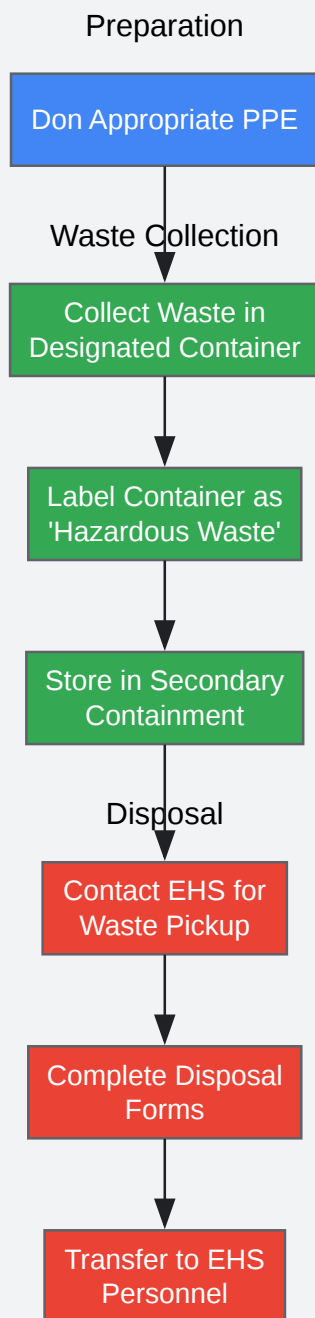 Preparation
Don Appropriate PPE
Waste Collection
Collect Waste in
Designated Container
Label Container as
'Hazardous Waste'
Store in Secondary
Containment
Disposal
Contact EHS for
Waste Pickup
Complete Disposal
Forms
Transfer to EHS
Personnel